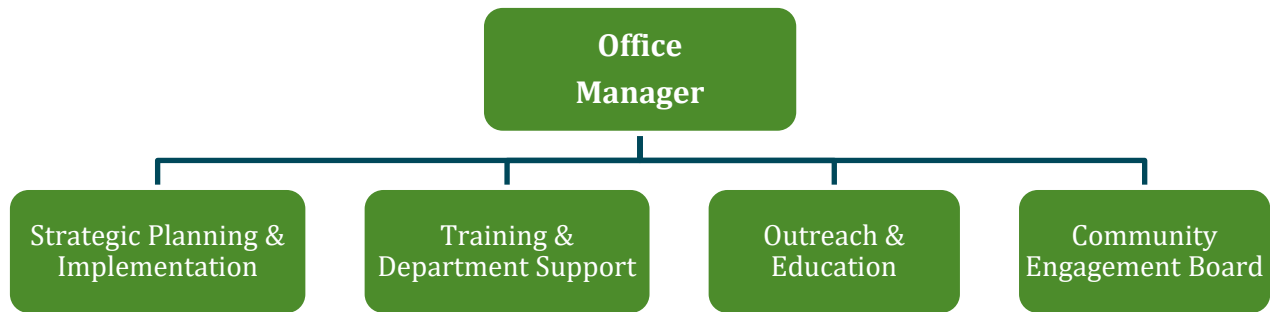 Office
Manager
Strategic Planning &
Implementation
Training &
Department Support
Outreach &
Education
Community
Engagement Board